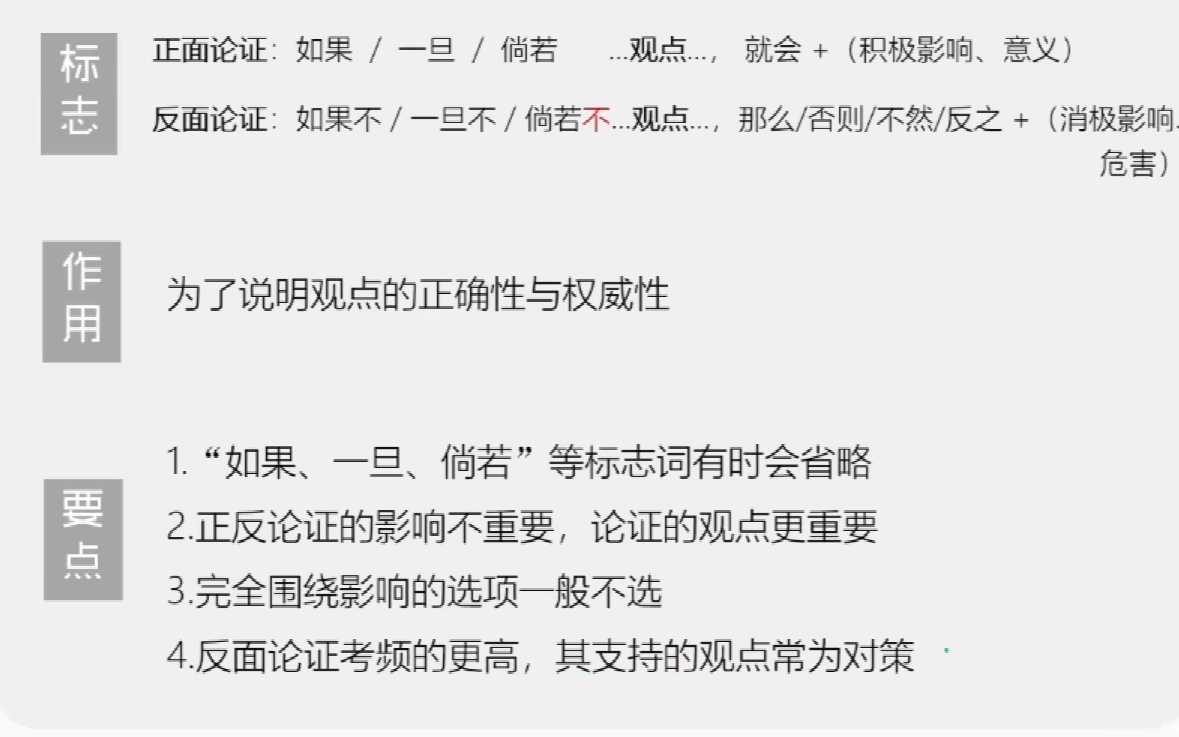 标志
正面论证：如果 / 一旦 / 倘若 ...观点...， 就会 +（积极影响、意义）
反面论证：如果不 / 一旦不 / 倘若不...观点...，那么/否则/不然/反之 +（消极影响、
危害）
作用
为了说明观点的正确性与权威性
要点
1.“如果、一旦、倘若”等标志词有时会省略
2.正反论证的影响不重要，论证的观点更重要
3.完全围绕影响的选项一般不选
4.反面论证考频的更高，其支持的观点常为对策